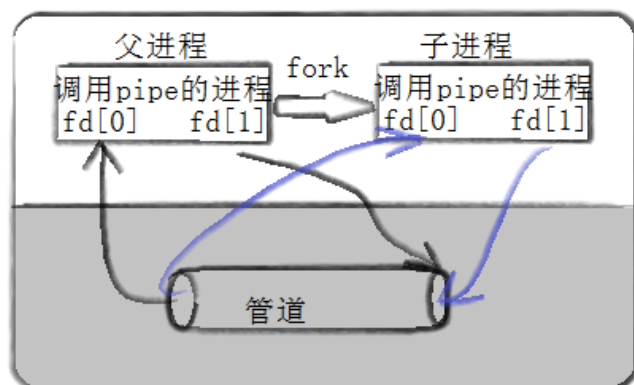 父进程
子进程
fork
调用pipe的进程
fd[0] fd[1]
调用pipe的进程
fd[0] fd[1]
管道